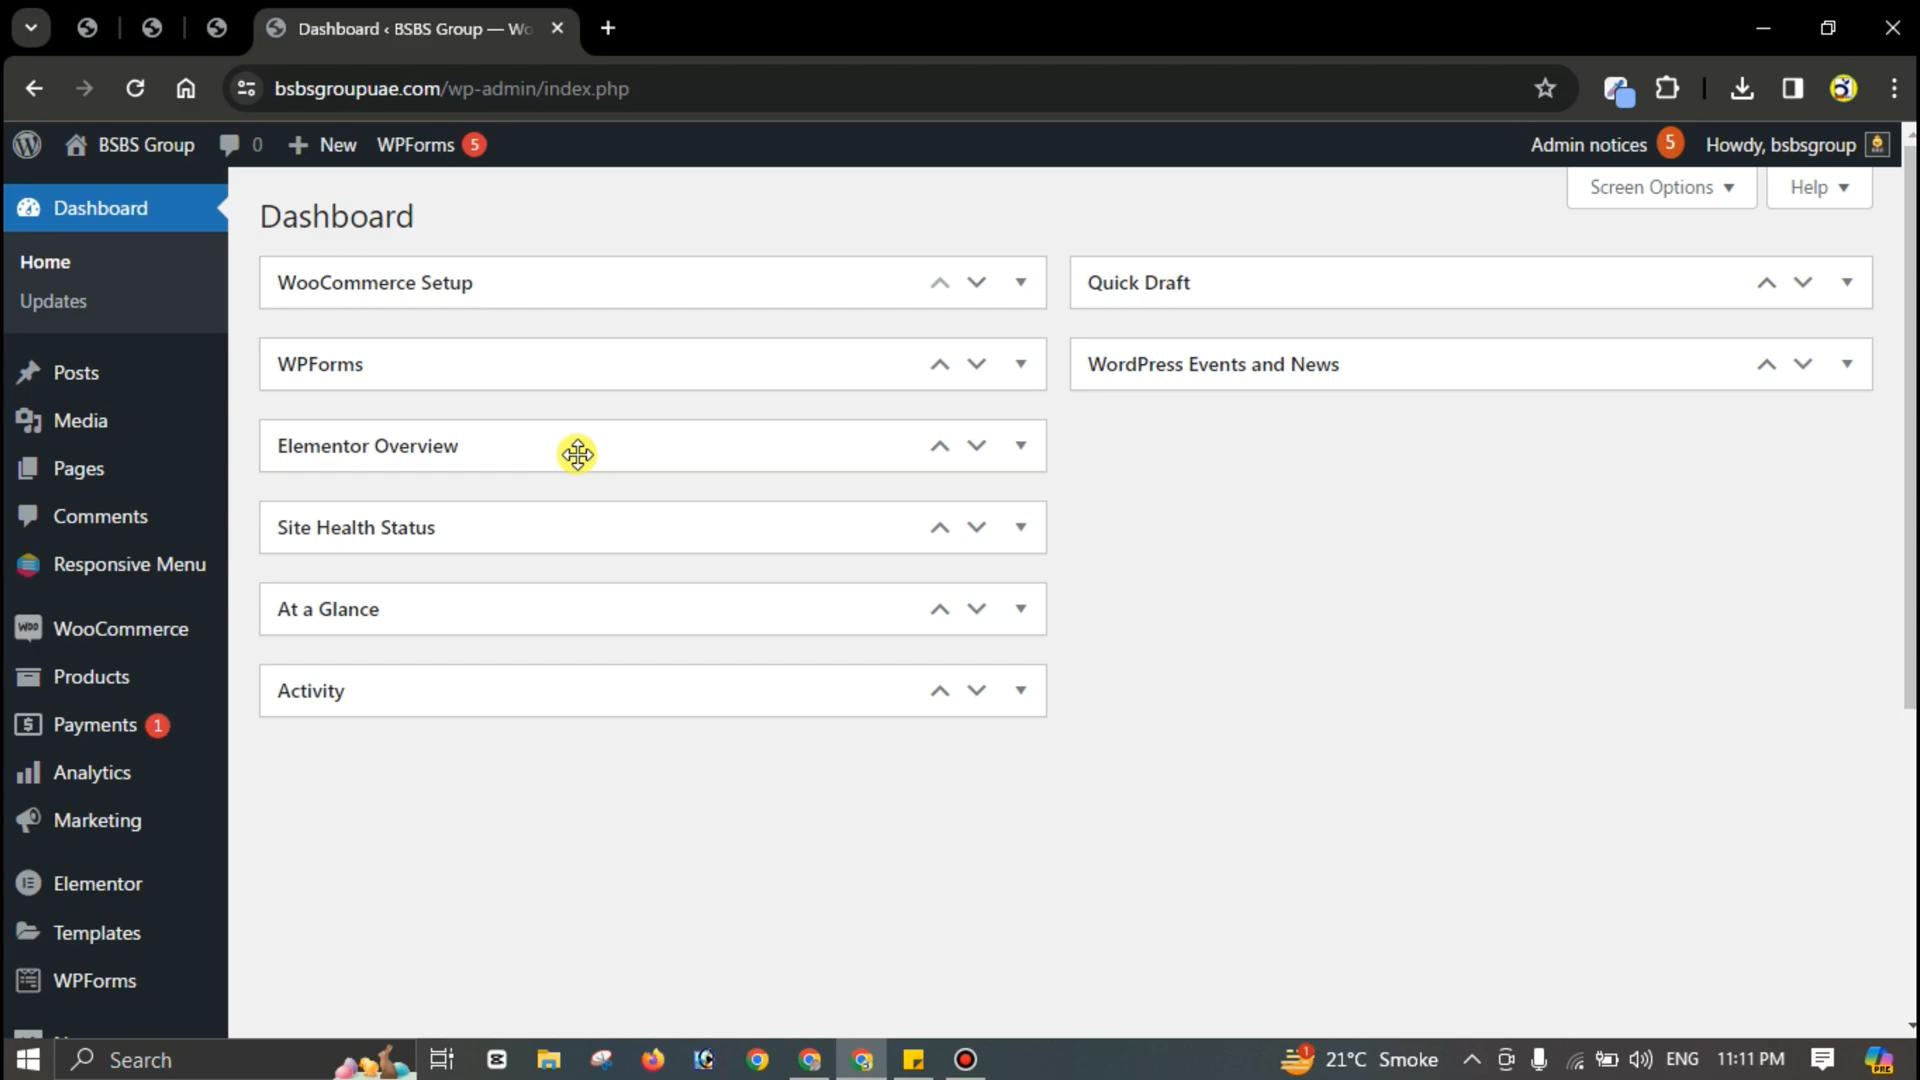 Dashboard ‹ BSBS Group — Wo
bsbsgroupuae.com/wp-admin/index.php
BSBS Group
0
New
WPForms 5
Admin notices 5
Howdy, bsbsgroup
Screen Options
Help
Dashboard
Home
Updates
Posts
Media
Pages
Comments
Responsive Menu
WOO WooCommerce
Products
Payments 1
Analytics
Marketing
Elementor
Templates
WPForms
Dashboard
WooCommerce Setup
WPForms
Elementor Overview
Site Health Status
At a Glance
Activity
Quick Draft
WordPress Events and News
Search
1
21°C Smoke
ENG
11:11 PM
PRE